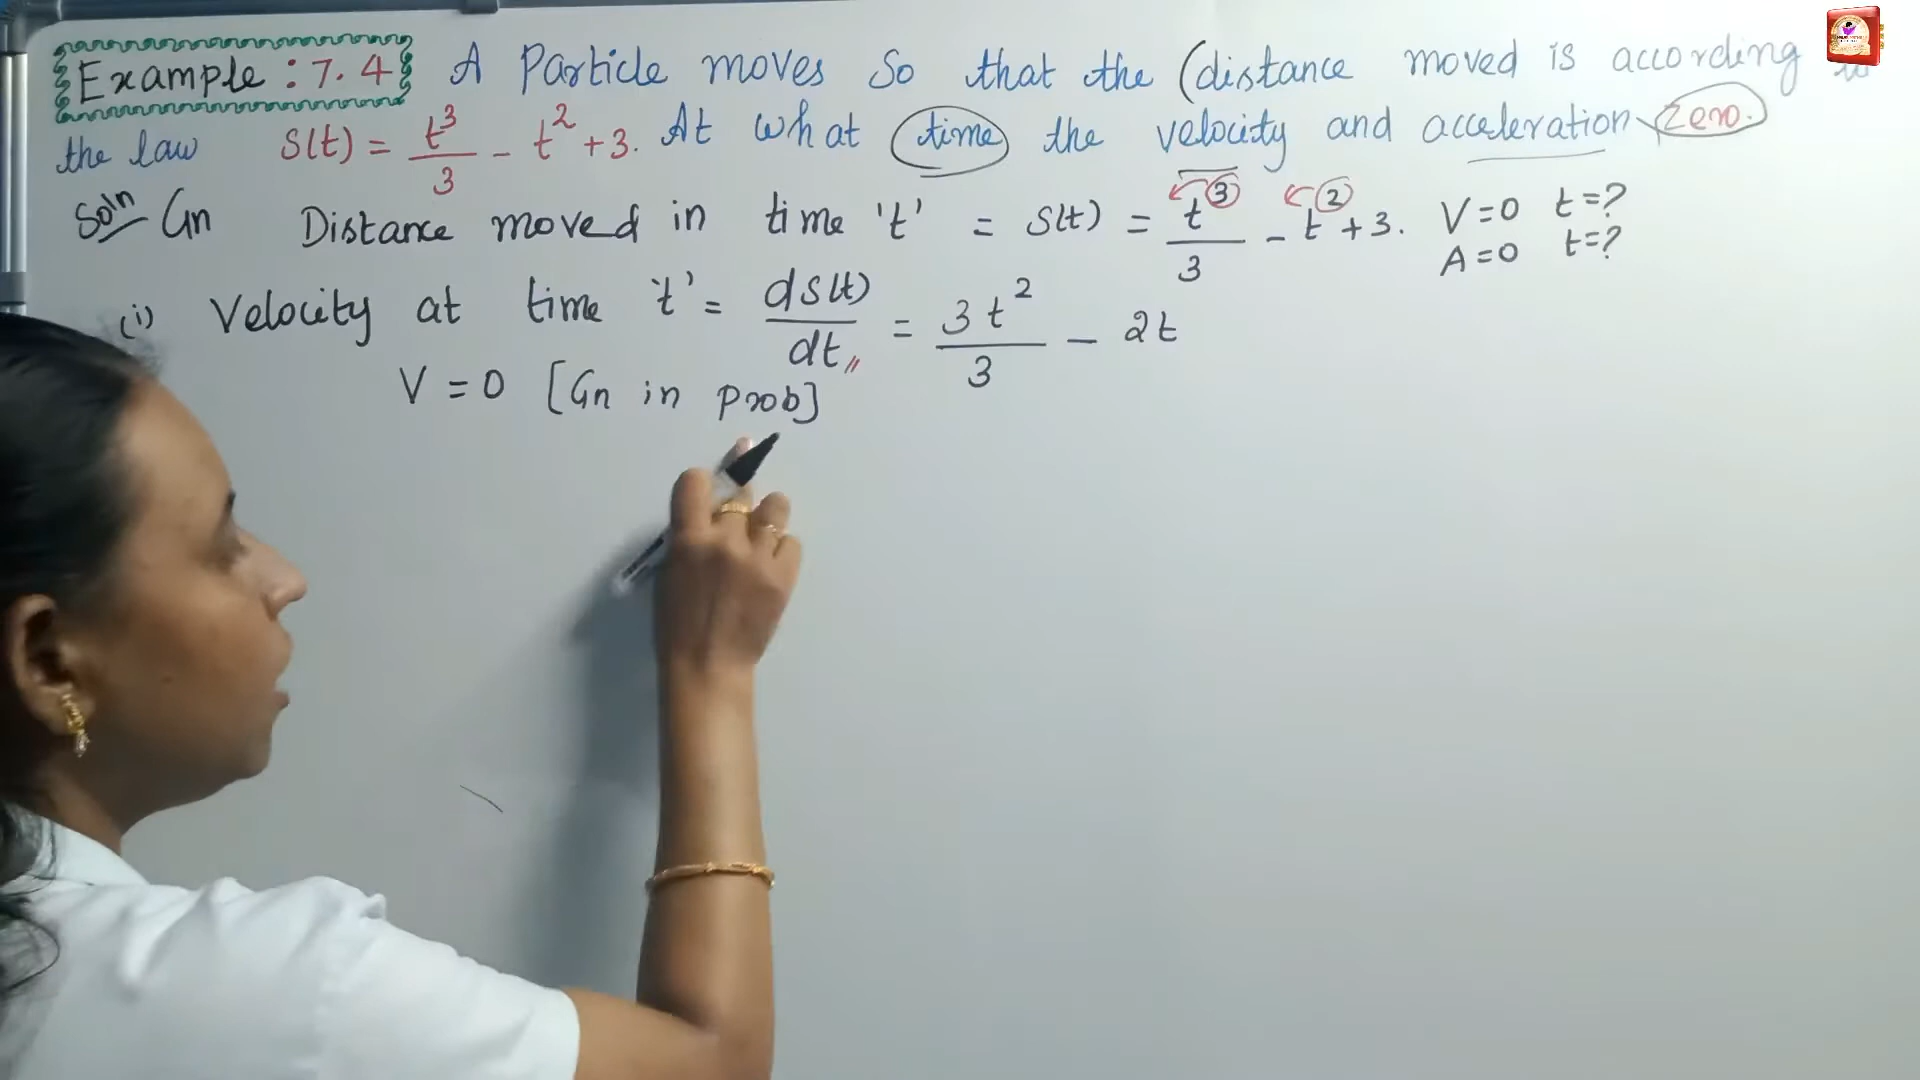 Example : 7.4 A Particle moves So that the (distance moved is according to
the law S(t) = t³/3 - t² + 3. At what time the velocity and acceleration zero.
Soln Gn Distance moved in time 't' = S(t) = t³/3 - t² + 3. V = 0 t = ?
A = 0 t = ?
(i) Velocity at time 't' = dS(t)/dt = 3t²/3 - 2t
V = 0 [Gn in prob]